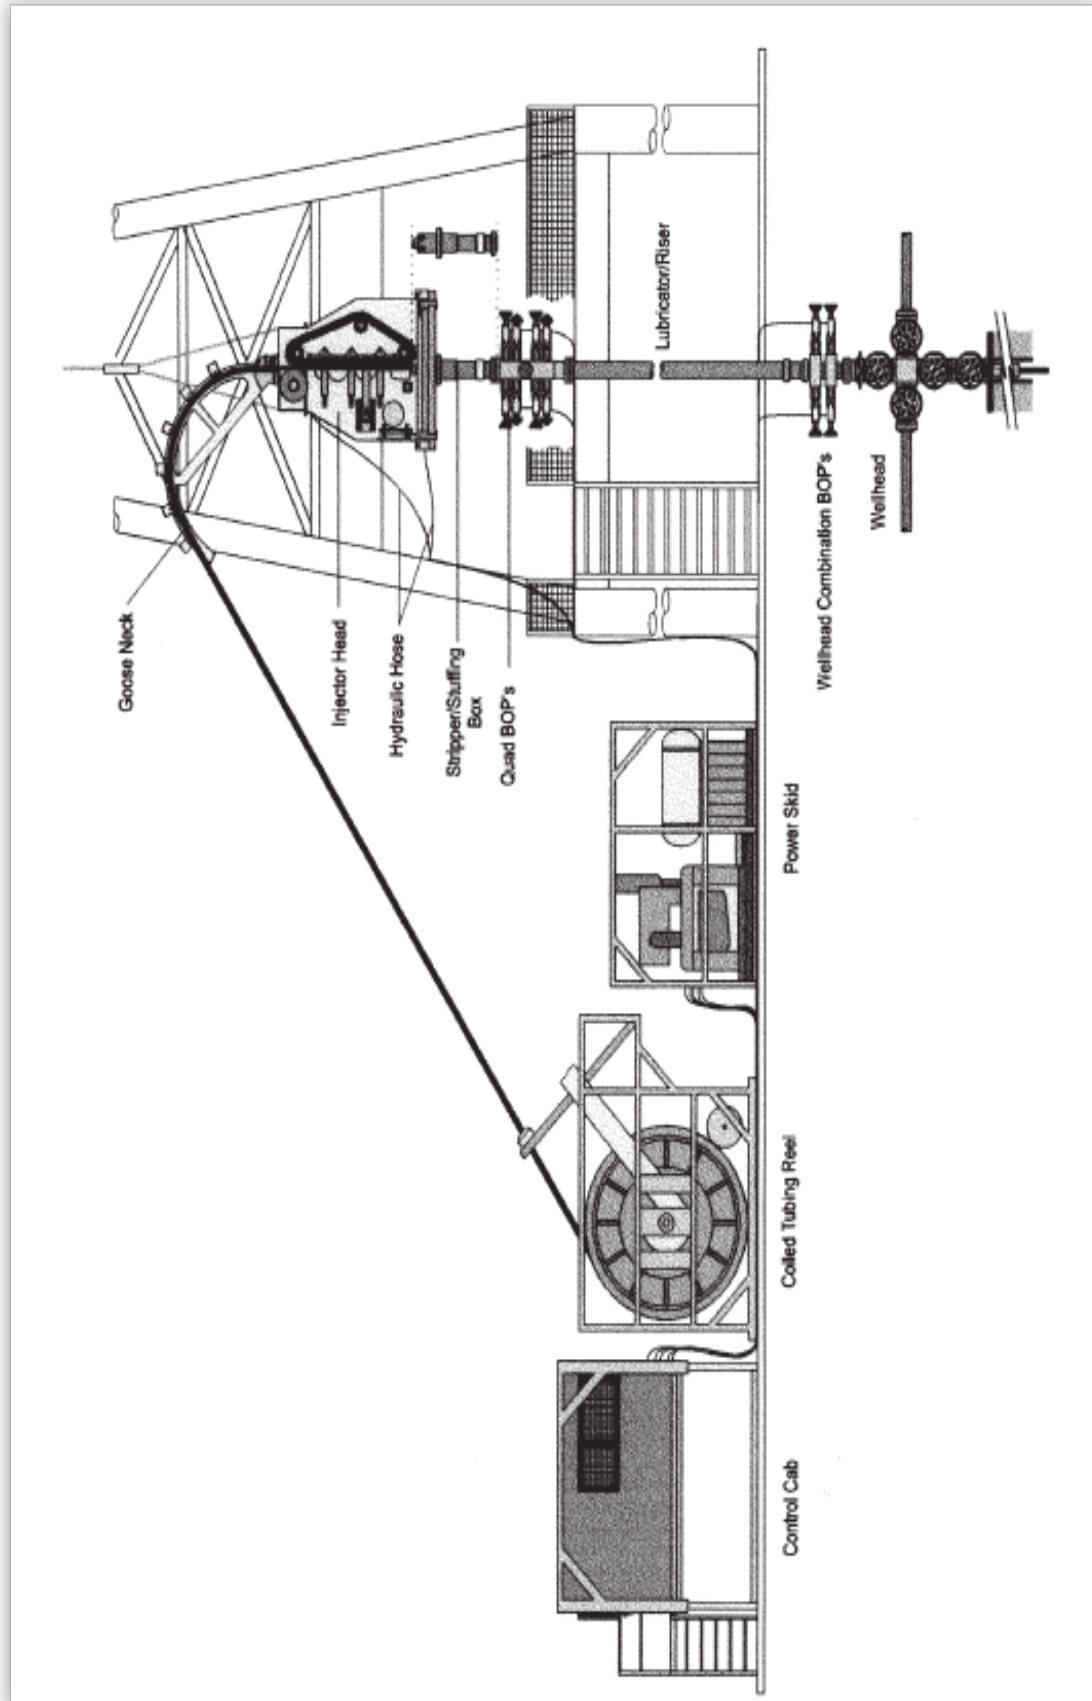 Goose Neck
Injector Head
Hydraulic Hose
Stripper/Stuffing
Box
Quad BOP's
Lubricator/Riser
Wellhead Combination BOP's
Wellhead
Power Skid
Coiled Tubing Reel
Control Cab